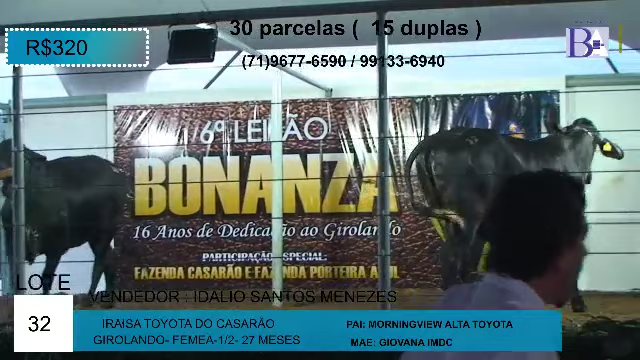 30 parcelas ( 15 duplas )
R$320
(71)9677-6590 / 99133-6940
6º LEILÃO
BONANZA
16 Anos de Dedicação ao Girolando
PARTICIPAÇÃO ESPECIAL:
FAZENDA CASARÃO E FAZENDA PORTEIRA AZUL
LOTE
32
VENDEDOR : IDALIO SANTOS MENEZES
IRAISA TOYOTA DO CASARÃO
GIROLANDO- FEMEA-1/2- 27 MESES
PAI: MORNINGVIEW ALTA TOYOTA
MAE: GIOVANA IMDC